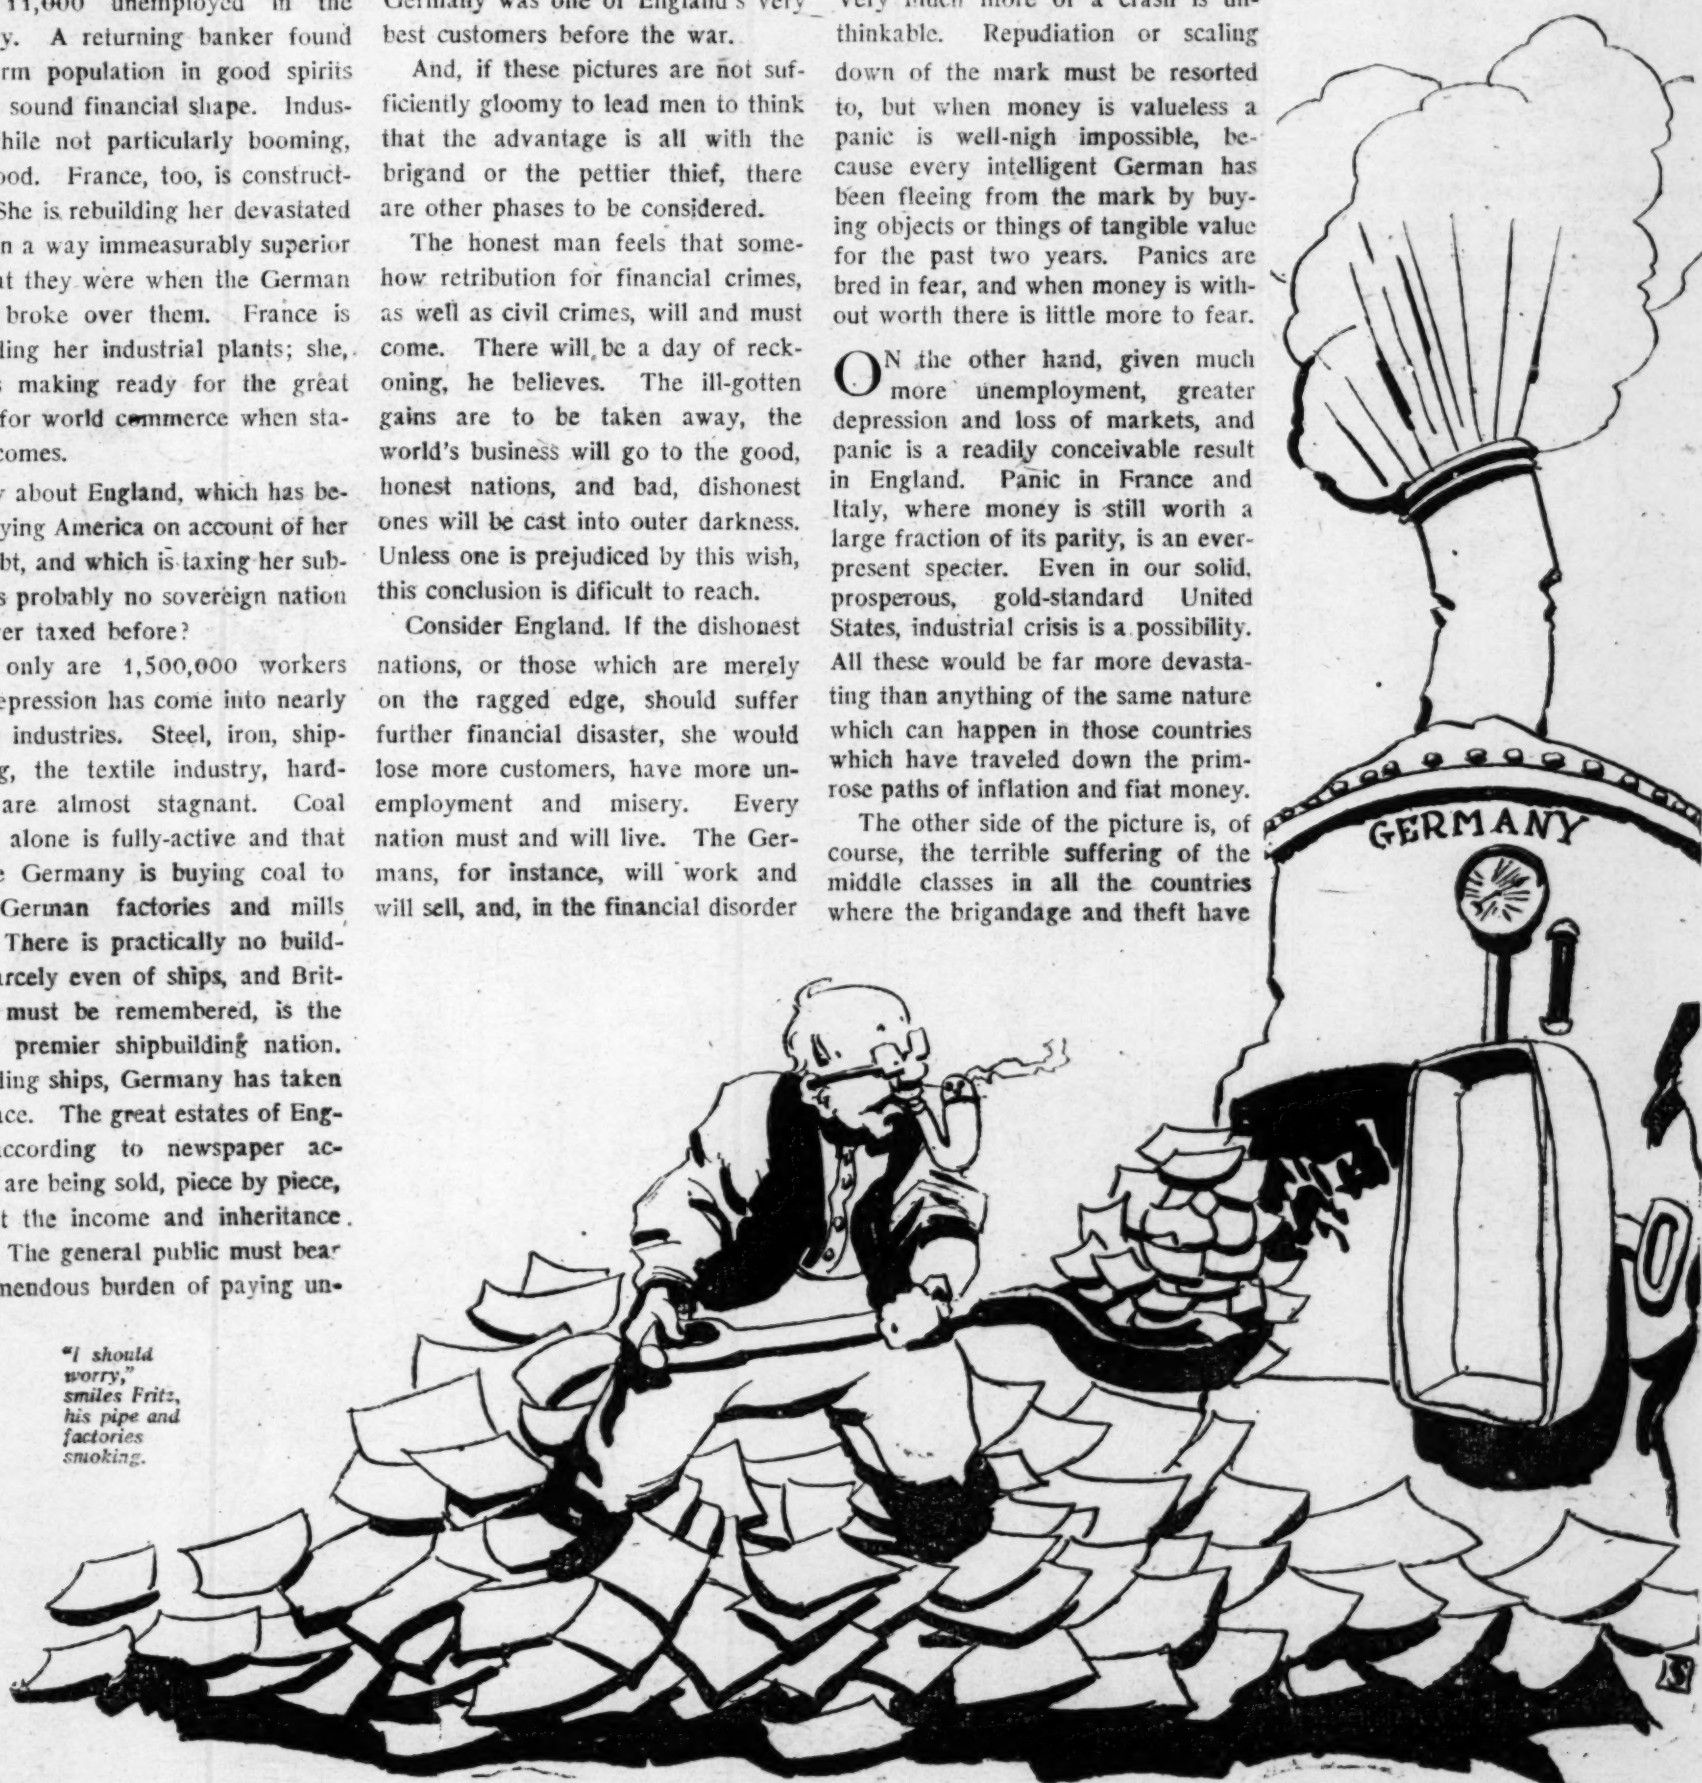 11,000 unemployed in the
y. A returning banker found
rm population in good spirits
sound financial shape. Indus-
hile not particularly booming,
ood. France, too, is construct-
She is rebuilding her devastated
n a way immeasurably superior
at they were when the German
broke over them. France is
ling her industrial plants; she,
s making ready for the great
for world commerce when sta-
comes.
y about England, which has be-
ying America on account of her
bt, and which is taxing her sub-
s probably no sovereign nation
er taxed before?
only are 1,500,000 workers
epression has come into nearly
industries. Steel, iron, ship-
g, the textile industry, hard-
are almost stagnant. Coal
alone is fully-active and that
e Germany is buying coal to
German factories and mills
There is practically no build-
arcely even of ships, and Brit-
must be remembered, is the
premier shipbuilding nation.
ling ships, Germany has taken
ace. The great estates of Eng-
according to newspaper ac-
are being sold, piece by piece,
t the income and inheritance
The general public must bear
mendous burden of paying un-
"I should
worry,"
smiles Fritz,
his pipe and
factories
smoking.
Germany was one of England's very
best customers before the war.
And, if these pictures are not suf-
ficiently gloomy to lead men to think
that the advantage is all with the
brigand or the pettier thief, there
are other phases to be considered.
The honest man feels that some-
how retribution for financial crimes,
as well as civil crimes, will and must
come. There will be a day of reck-
oning, he believes. The ill-gotten
gains are to be taken away, the
world's business will go to the good,
honest nations, and bad, dishonest
ones will be cast into outer darkness.
Unless one is prejudiced by this wish,
this conclusion is dificult to reach.
Consider England. If the dishonest
nations, or those which are merely
on the ragged edge, should suffer
further financial disaster, she would
lose more customers, have more un-
employment and misery. Every
nation must and will live. The Ger-
mans, for instance, will work and
will sell, and, in the financial disorder
very much more of a crash is un-
thinkable. Repudiation or scaling
down of the mark must be resorted
to, but when money is valueless a
panic is well-nigh impossible, be-
cause every intelligent German has
been fleeing from the mark by buy-
ing objects or things of tangible value
for the past two years. Panics are
bred in fear, and when money is with-
out worth there is little more to fear.
ON the other hand, given much
more unemployment, greater
depression and loss of markets, and
panic is a readily conceivable result
in England. Panic in France and
Italy, where money is still worth a
large fraction of its parity, is an ever-
present specter. Even in our solid,
prosperous, gold-standard United
States, industrial crisis is a possibility.
All these would be far more devasta-
ting than anything of the same nature
which can happen in those countries
which have traveled down the prim-
rose paths of inflation and fiat money.
The other side of the picture is, of
course, the terrible suffering of the
middle classes in all the countries
where the brigandage and theft have
GERMANY
S